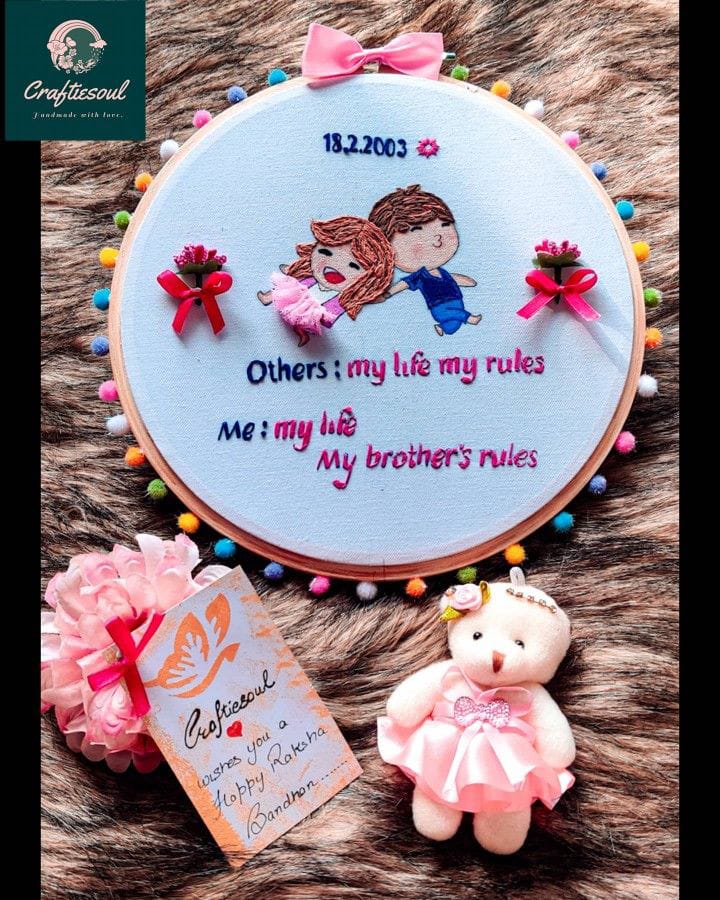 Craftiesoul
Handmade with love.
18.2.2003
Others : my life my rules
Me : my life
My brother's rules
Craftiesoul
wishes you a
Happy Raksha
Bandhan......